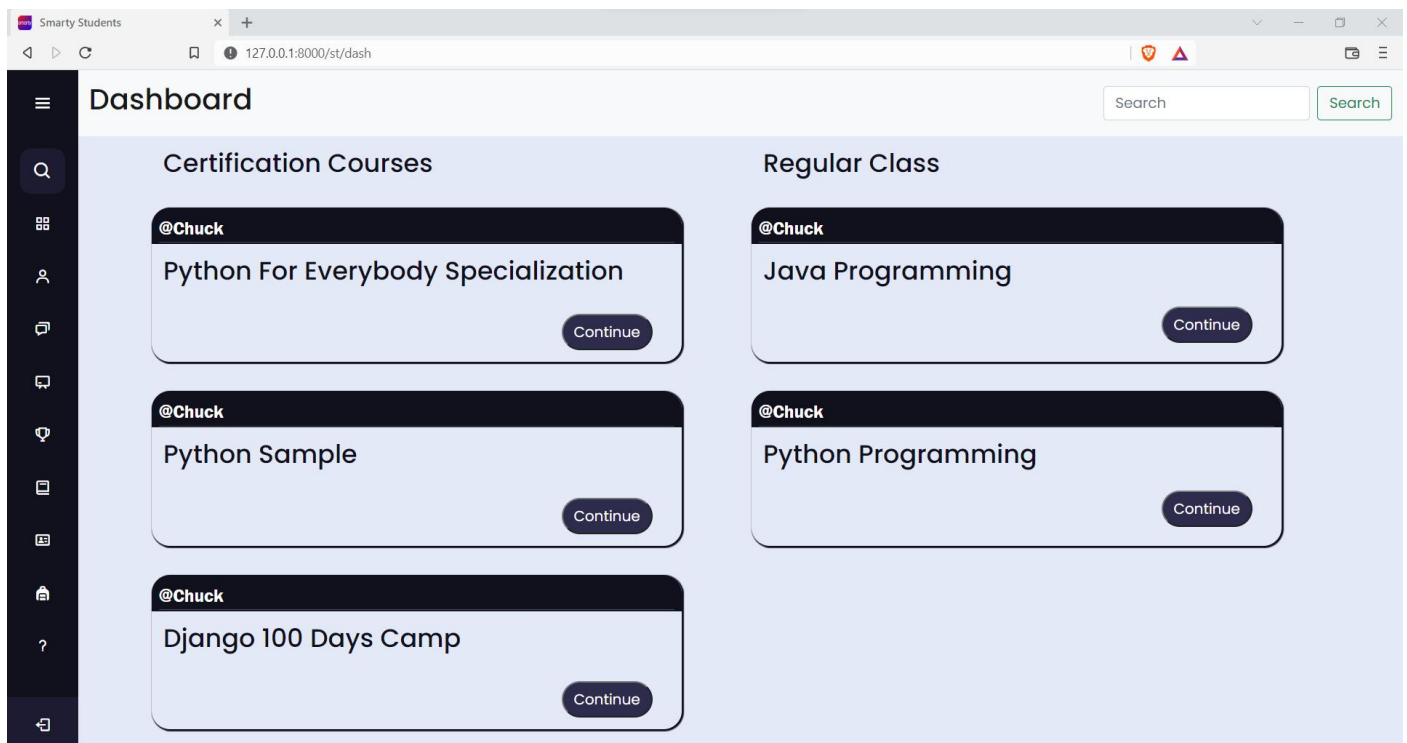 Smarty Students
127.0.0.1:8000/st/dash
Dashboard
Search
Search
Certification Courses
@Chuck
Python For Everybody Specialization
Continue
@Chuck
Python Sample
Continue
@Chuck
Django 100 Days Camp
Continue
Regular Class
@Chuck
Java Programming
Continue
@Chuck
Python Programming
Continue
?